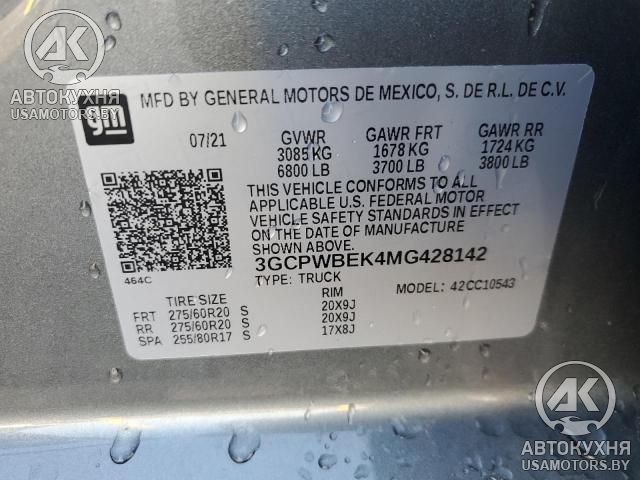 AK
АВТОКУХНЯ
USAMOTORS.BY
gm
MFD BY GENERAL MOTORS DE MEXICO, S. DE R.L. DE C.V.
07/21 GVWR GAWR FRT GAWR RR
3085 KG 1678 KG 1724 KG
6800 LB 3700 LB 3800 LB
THIS VEHICLE CONFORMS TO ALL
APPLICABLE U.S. FEDERAL MOTOR
VEHICLE SAFETY STANDARDS IN EFFECT
ON THE DATE OF MANUFACTURE
SHOWN ABOVE.
3GCPWBEK4MG428142
464C
TYPE: TRUCK MODEL: 42CC10543
TIRE SIZE RIM
FRT 275/60R20 S 20X9J
RR 275/60R20 S 20X9J
SPA 255/80R17 S 17X8J
AK
АВТОКУХНЯ
USAMOTORS.BY